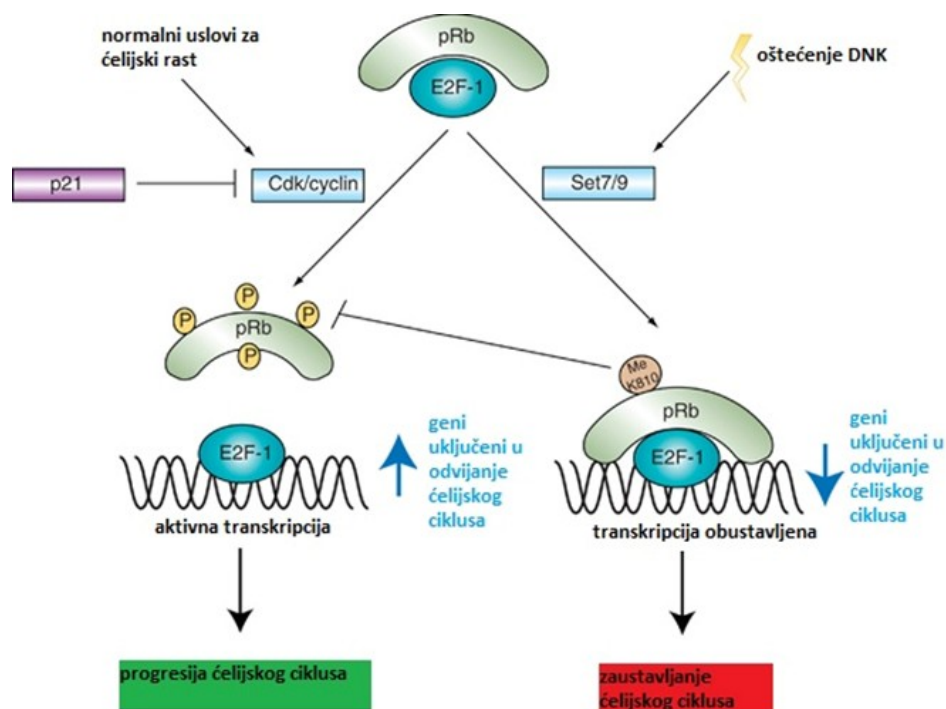 normalni uslovi za
ćelijski rast
pRb
E2F-1
oštećenje DNK
p21
Cdk/cyclin
Set7/9
P
P
P
pRb
P
Me
K810
pRb
E2F-1
geni
uključeni u
odvijanje
ćelijskog
ciklusa
E2F-1
geni
uključeni u
odvijanje
ćelijskog
ciklusa
aktivna transkripcija
transkripcija obustavljena
progresija ćelijskog ciklusa
zaustavljanje
ćelijskog ciklusa